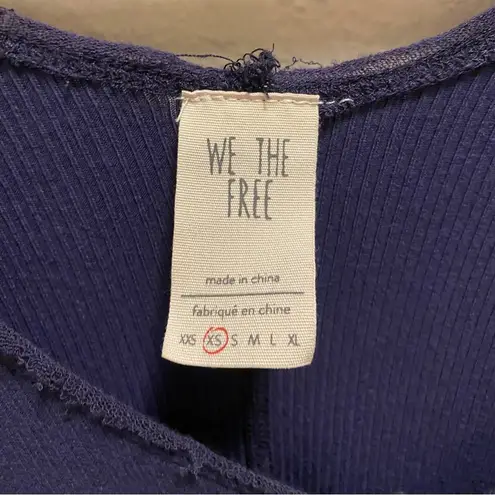 WE THE
FREE
made in china
fabriqué en chine
XXS XS S M L XL